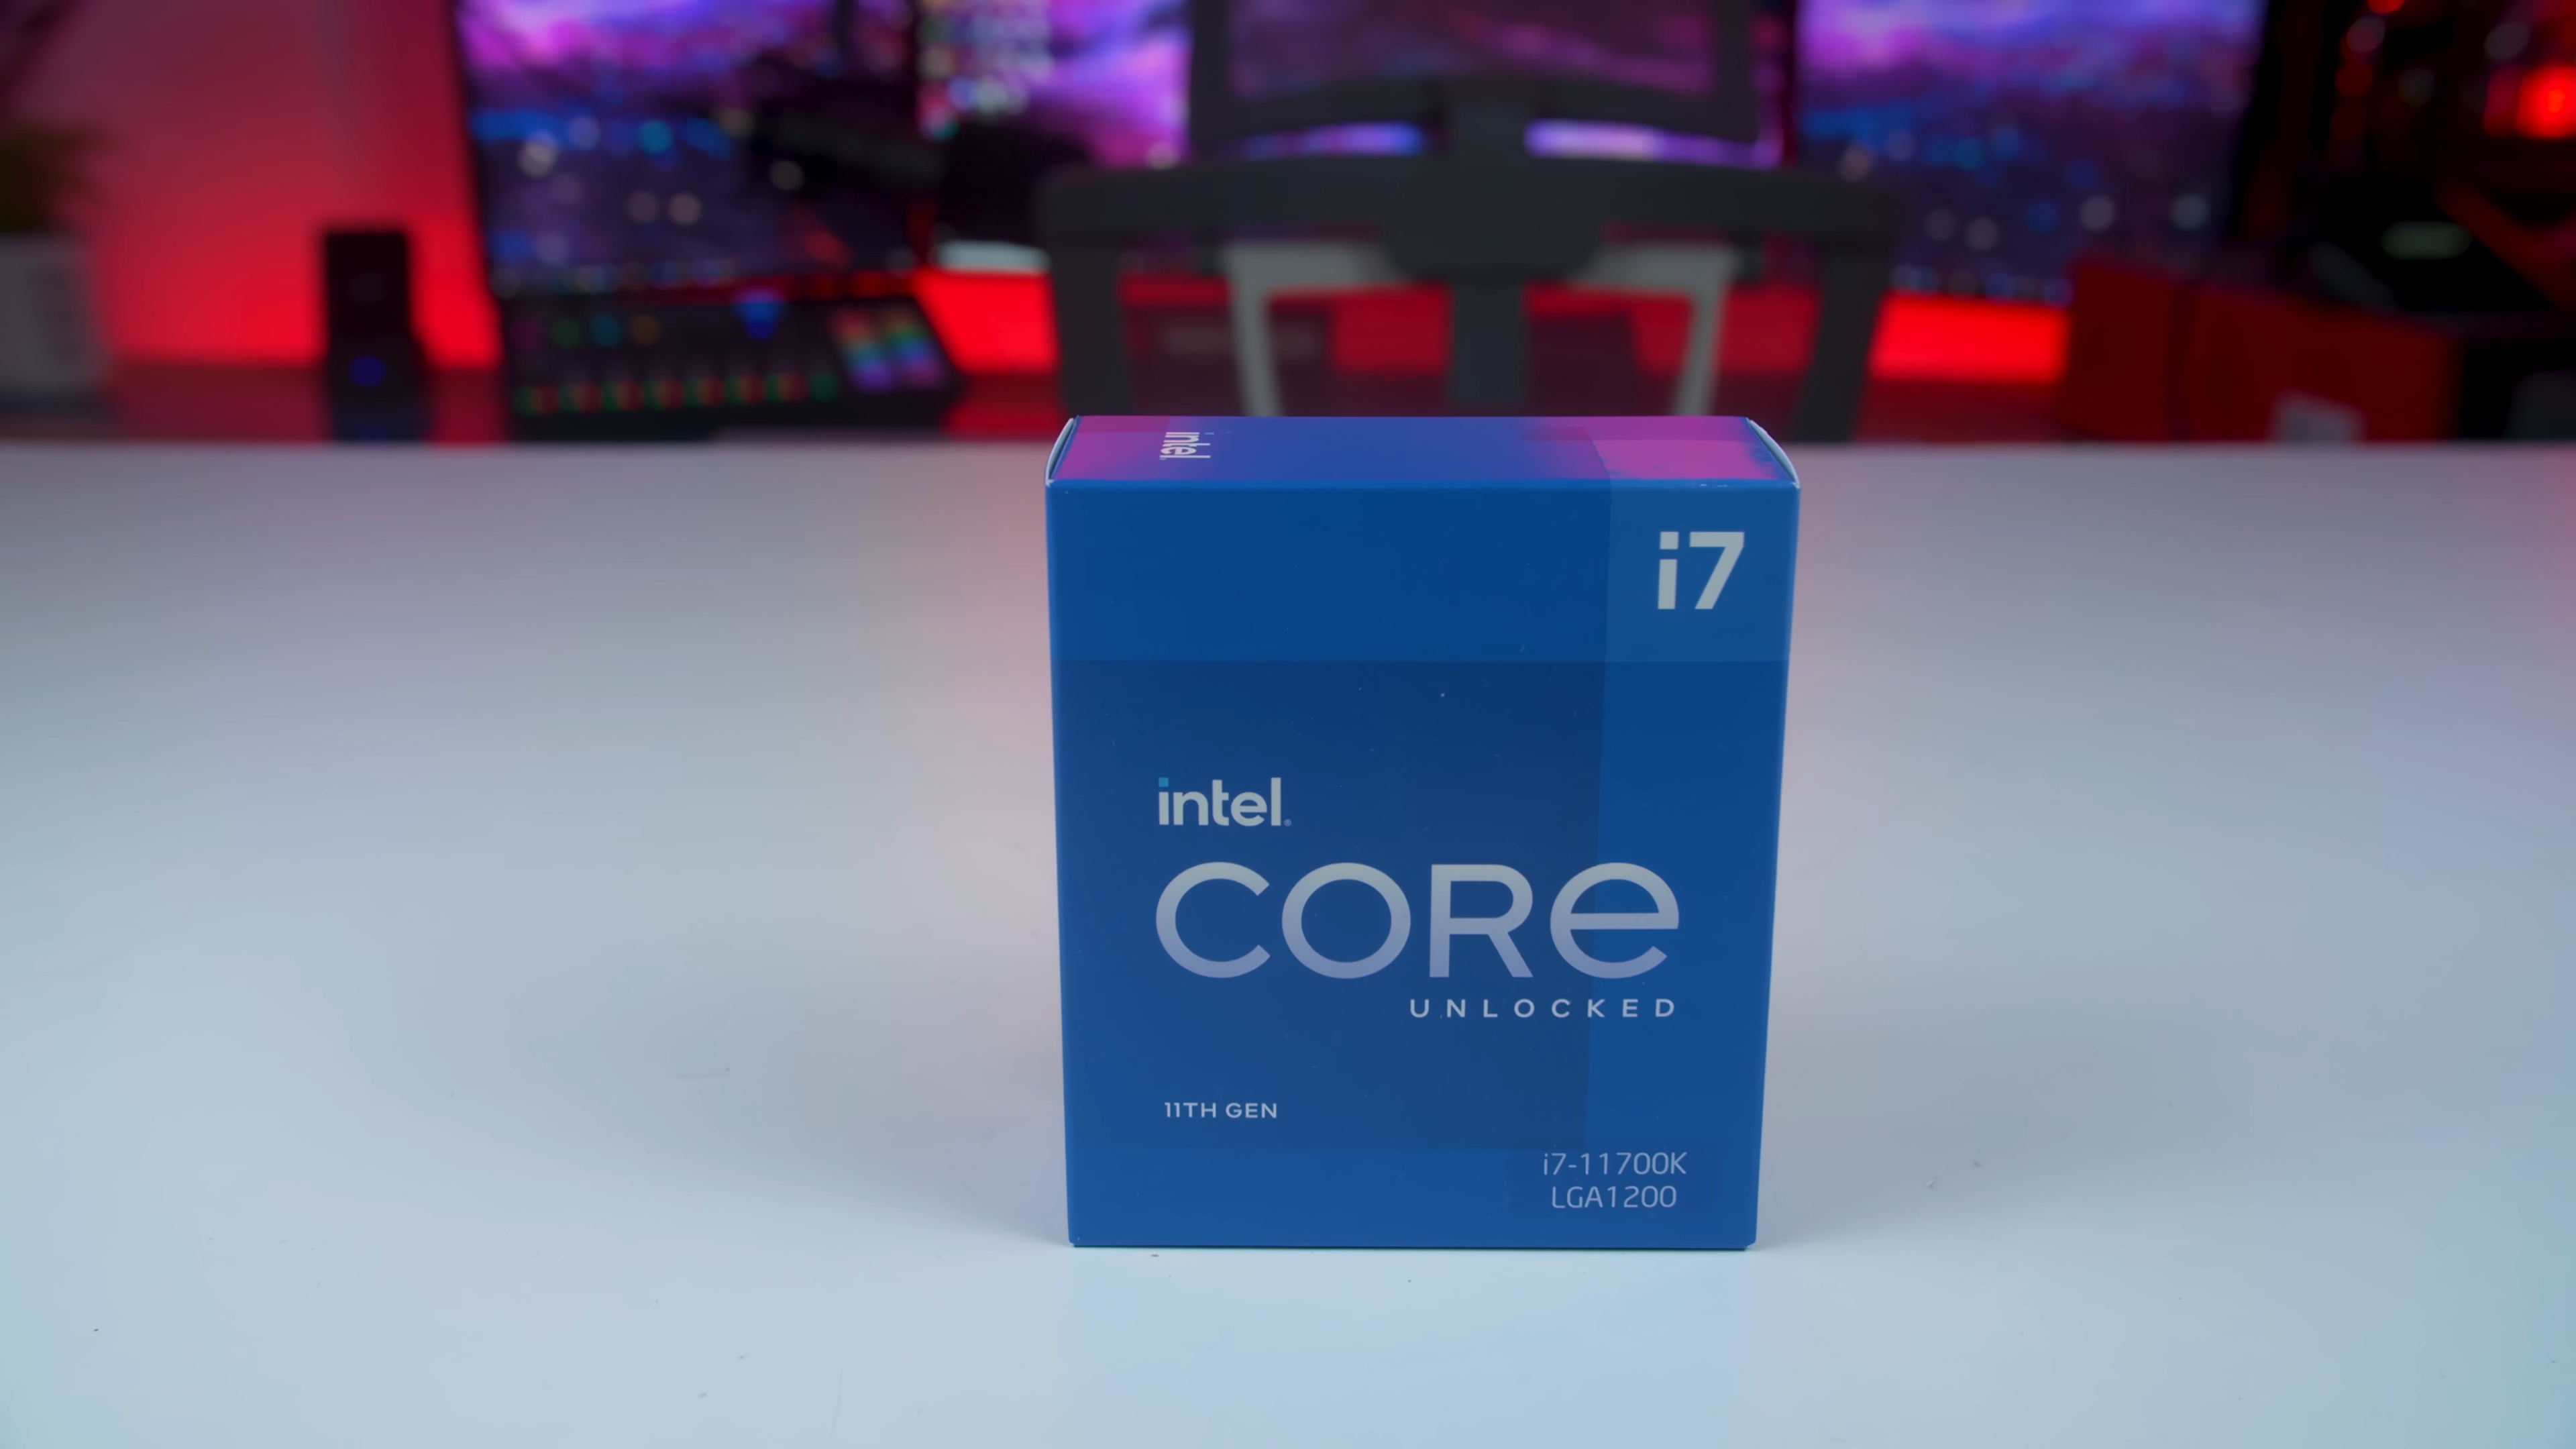 intel
i7
intel
CORE
UNLOCKED
11TH GEN
i7-11700K
LGA1200